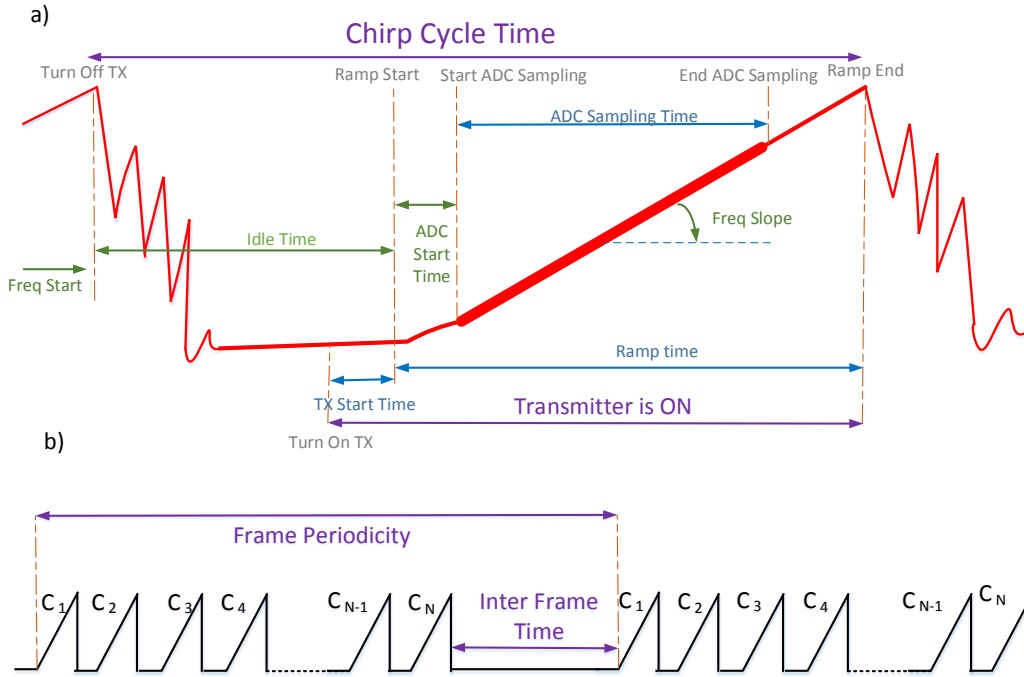 a)
Chirp Cycle Time
Turn Off TX
Ramp Start
Start ADC Sampling
End ADC Sampling
Ramp End
ADC Sampling Time
Idle Time
ADC
Start
Time
Freq Slope
Freq Start
Ramp time
TX Start Time
Transmitter is ON
Turn On TX
b)
Frame Periodicity
C1 C2 C3 C4 CN-1 CN
Inter Frame
Time
C1 C2 C3 C4 CN-1 CN